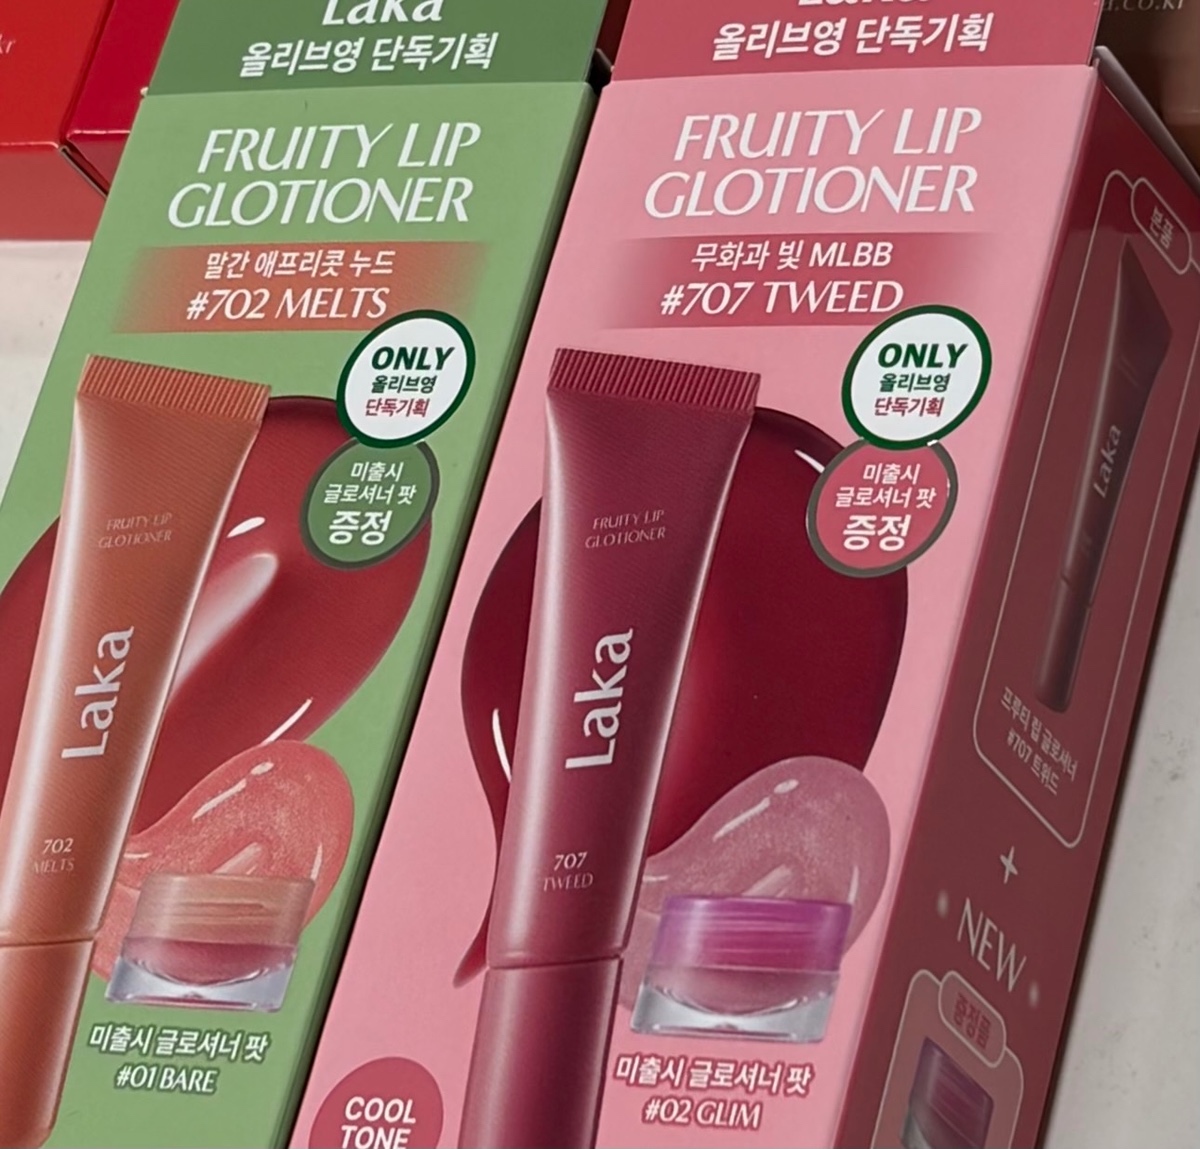 Laka
올리브영 단독기획
FRUITY LIP
GLOTIONER
말간 애프리콧 누드
#702 MELTS
ONLY
올리브영
단독기획
미출시
글로셔너 팟
증정
FRUITY LIP
GLOTIONER
Laka
702
MELTS
미출시 글로셔너 팟
#01 BARE
올리브영 단독기획
FRUITY LIP
GLOTIONER
무화과 빛 MLBB
#707 TWEED
ONLY
올리브영
단독기획
미출시
글로셔너 팟
증정
FRUITY LIP
GLOTIONER
Laka
707
TWEED
미출시 글로셔너 팟
#02 GLIM
COOL
TONE
본품
Laka
프루티 립 글로셔너
#707 트위드
+
NEW
증정품